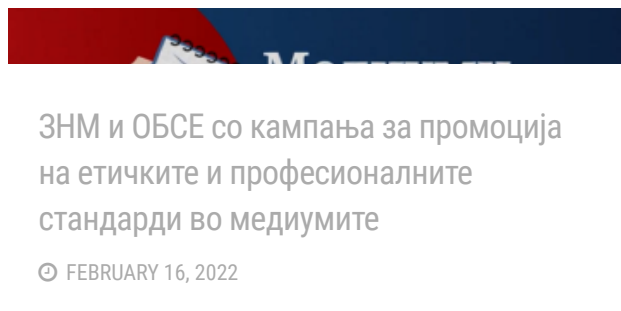 ЗНМ и ОБСЕ со кампања за промоција
на етичките и професионалните
стандарди во медиумите
FEBRUARY 16, 2022